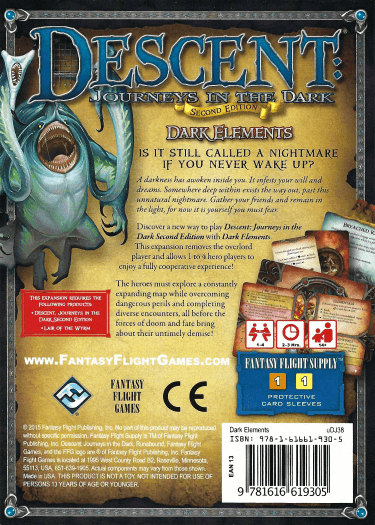 DESCENT:
JOURNEYS IN THE DARK
SECOND EDITION
DARK ELEMENTS
IS IT STILL CALLED A NIGHTMARE
IF YOU NEVER WAKE UP?
A darkness has awoken inside you. It infests your will and
dreams. Somewhere deep within exists the way out, past this
unnatural nightmare. Gather your friends and remain in
the light, for now it is yourself you must fear.
Discover a new way to play Descent: Journeys in the
Dark Second Edition with Dark Elements.
This expansion removes the overlord
player and allows 1 to 4 hero players to
enjoy a fully cooperative experience!
The heroes must explore a constantly
expanding map while overcoming
dangerous perils and completing
diverse encounters, all before the
forces of doom and fare bring
about their untimely demise!
THIS EXPANSION REQUIRES THE
FOLLOWING PRODUCTS:
• DESCENT: JOURNEYS IN THE
DARK SECOND EDITION
• LAIR OF THE WYRM
1-4
2-3 Hrs.
14+
WWW.FANTASYFLIGHTGAMES.COM
FANTASY FLIGHT SUPPLY™
1 1
PROTECTIVE
CARD SLEEVES
FANTASY
FLIGHT
GAMES
CE
© 2015 Fantasy Flight Publishing, Inc. No part of this product may be reproduced
without specific permission. Fantasy Flight Supply is a TM of Fantasy Flight
Publishing, Inc. Descent: Journeys in the Dark, Runebound, Fantasy Flight
Games, and the FFG logo are ® of Fantasy Flight Publishing, Inc. Fantasy
Flight Games is located at 1995 West County Road B2, Roseville, Minnesota,
55113, USA, 651-639-1905. Actual components may vary from those shown.
Made in USA. THIS PRODUCT IS NOT A TOY. NOT INTENDED FOR USE OF
PERSONS 13 YEARS OF AGE OR YOUNGER.
Dark Elements uDJ38
ISBN: 978-1-61661-930-5
EAN 13
9 781616 619305